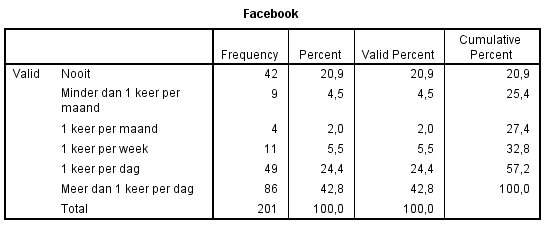 Facebook
Frequency Percent Valid Percent Cumulative Percent
Valid Nooit 42 20,9 20,9 20,9
Minder dan 1 keer per maand 9 4,5 4,5 25,4
1 keer per maand 4 2,0 2,0 27,4
1 keer per week 11 5,5 5,5 32,8
1 keer per dag 49 24,4 24,4 57,2
Meer dan 1 keer per dag 86 42,8 42,8 100,0
Total 201 100,0 100,0